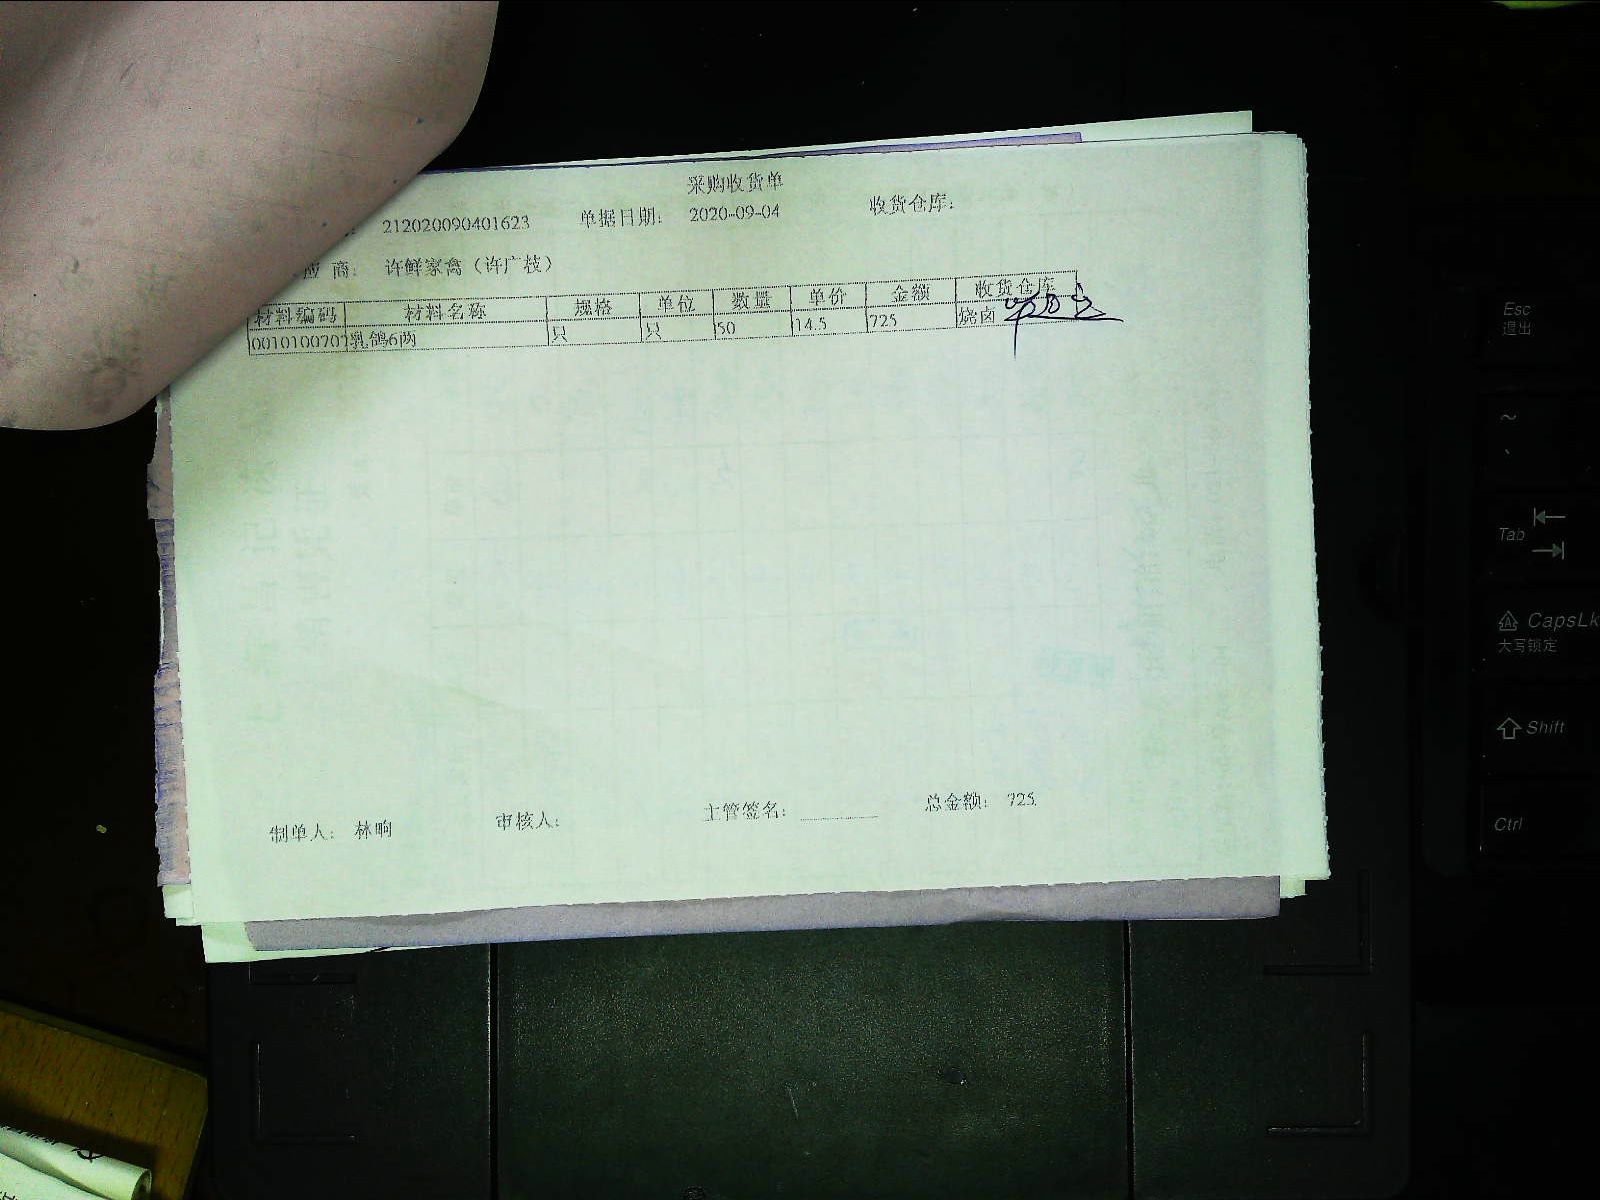 采购收货单
212020090401623 单据日期: 2020-09-04 收货仓库:
应 商: 许鲜家禽（许广枝）
材料编码 材料名称 规格 单位 数量 单价 金额 收货仓库
0010100707 乳鸽6两 只 只 50 14.5 725 烧卤
制单人: 林晌 审核人: 主管签名: 总金额: 725
Esc
退出
~
Tab
CapsLk
大写锁定
Shift
Ctrl